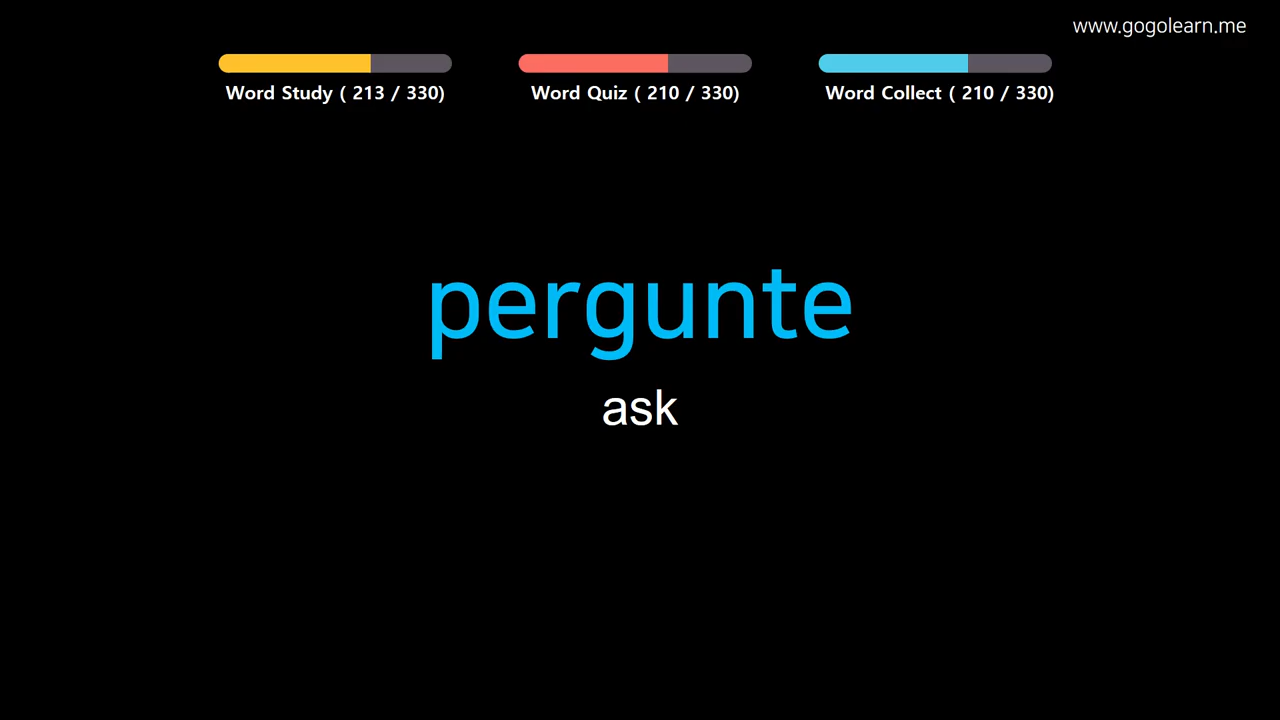 www.gogolearn.me
Word Study ( 213 / 330)
Word Quiz ( 210 / 330)
Word Collect ( 210 / 330)
pergunte
ask